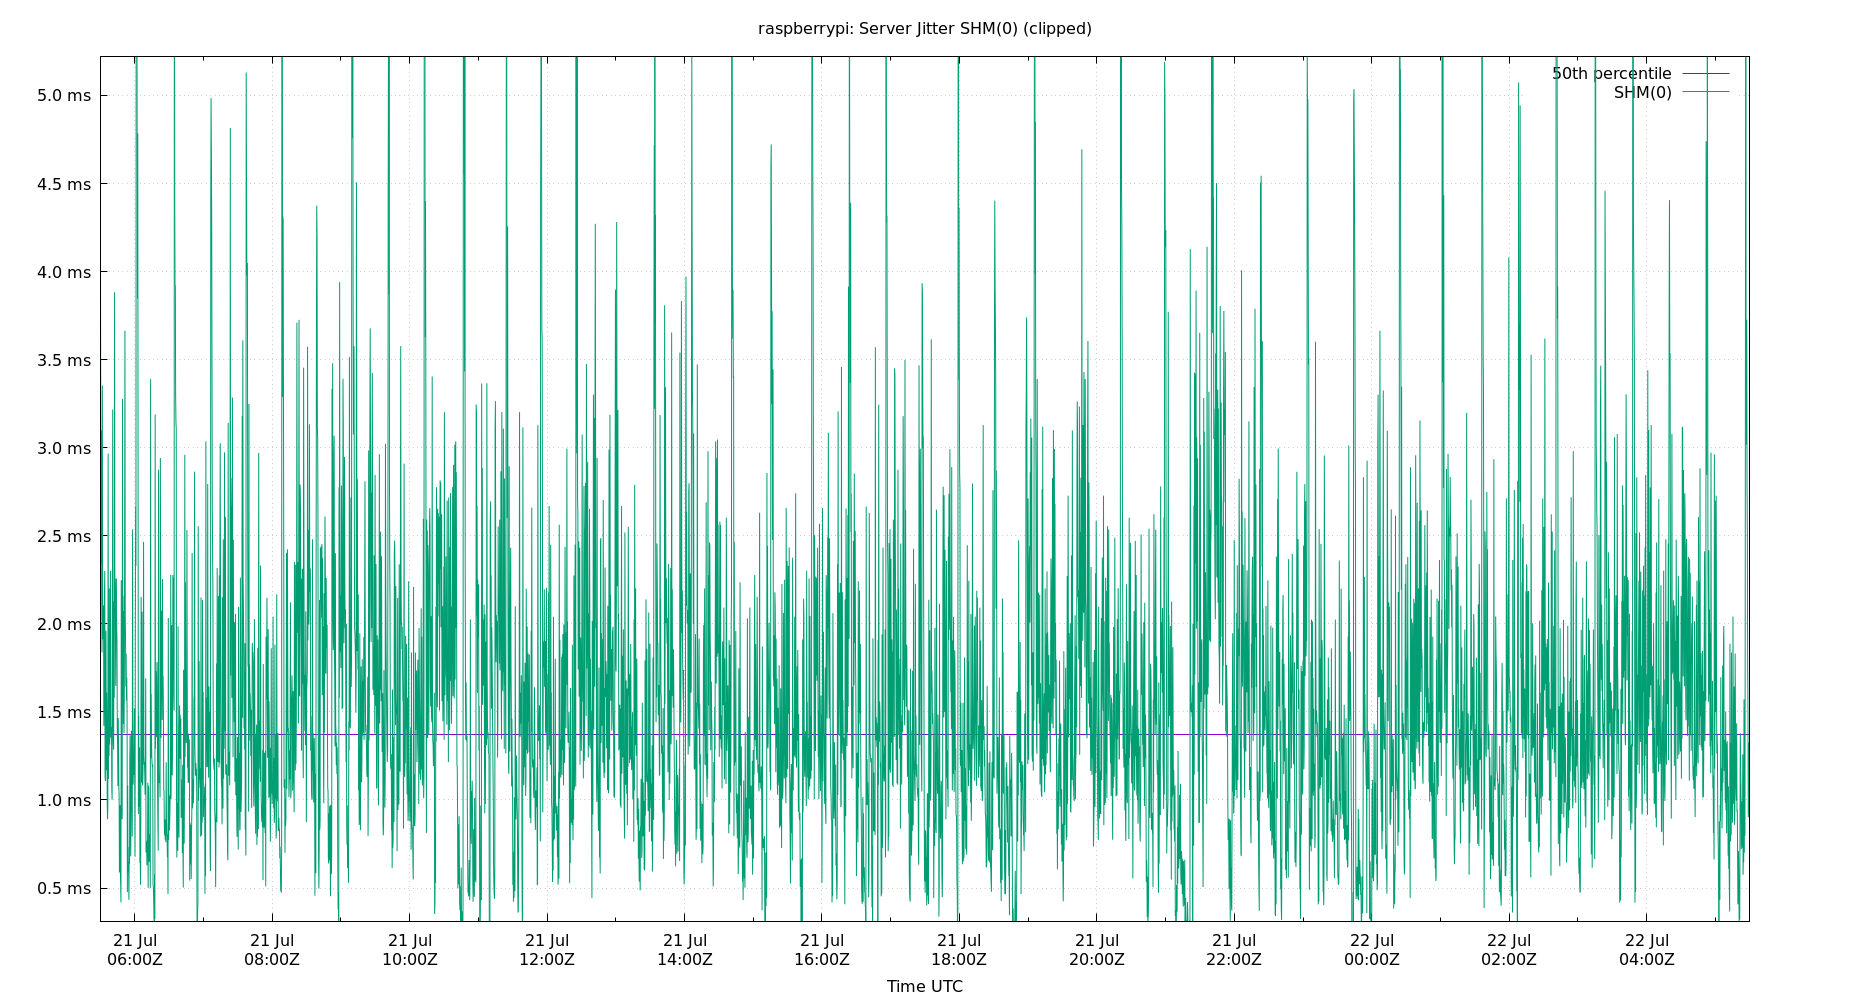 raspberrypi: Server Jitter SHM(0) (clipped)
50th percentile
SHM(0)
5.0 ms
4.5 ms
4.0 ms
3.5 ms
3.0 ms
2.5 ms
2.0 ms
1.5 ms
1.0 ms
0.5 ms
21 Jul 21 Jul 21 Jul 21 Jul 21 Jul 21 Jul 21 Jul 21 Jul 21 Jul 22 Jul 22 Jul 22 Jul
06:00Z 08:00Z 10:00Z 12:00Z 14:00Z 16:00Z 18:00Z 20:00Z 22:00Z 00:00Z 02:00Z 04:00Z
Time UTC